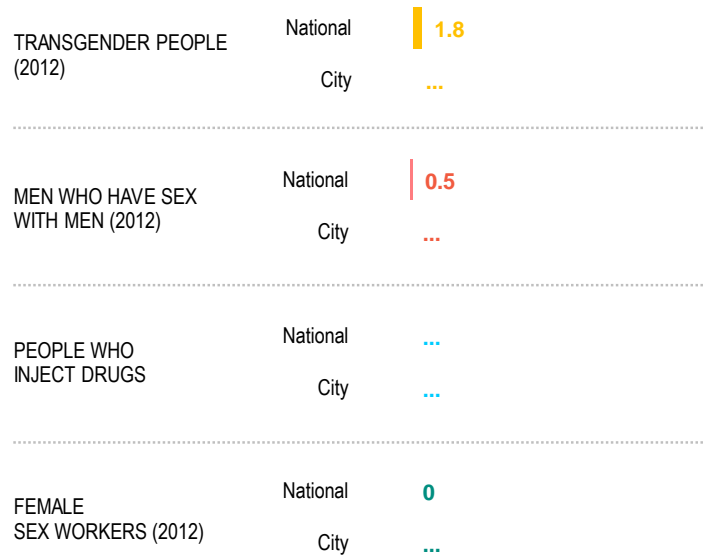 TRANSGENDER PEOPLE
(2012)
National
1.8
City
...
MEN WHO HAVE SEX
WITH MEN (2012)
National
0.5
City
...
PEOPLE WHO
INJECT DRUGS
National
...
City
...
FEMALE
SEX WORKERS (2012)
National
0
City
...